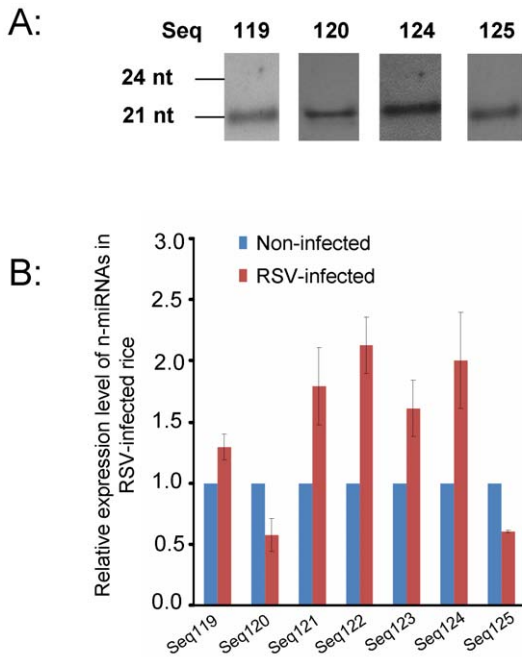 A:
Seq 119 120 124 125
24 nt
21 nt
B:
Relative expression level of n-miRNAs in
RSV-infected rice
3.0
2.5
2.0
1.5
1.0
0.5
0.0
Non-infected
RSV-infected
Seq119 Seq120 Seq121 Seq122 Seq123 Seq124 Seq125